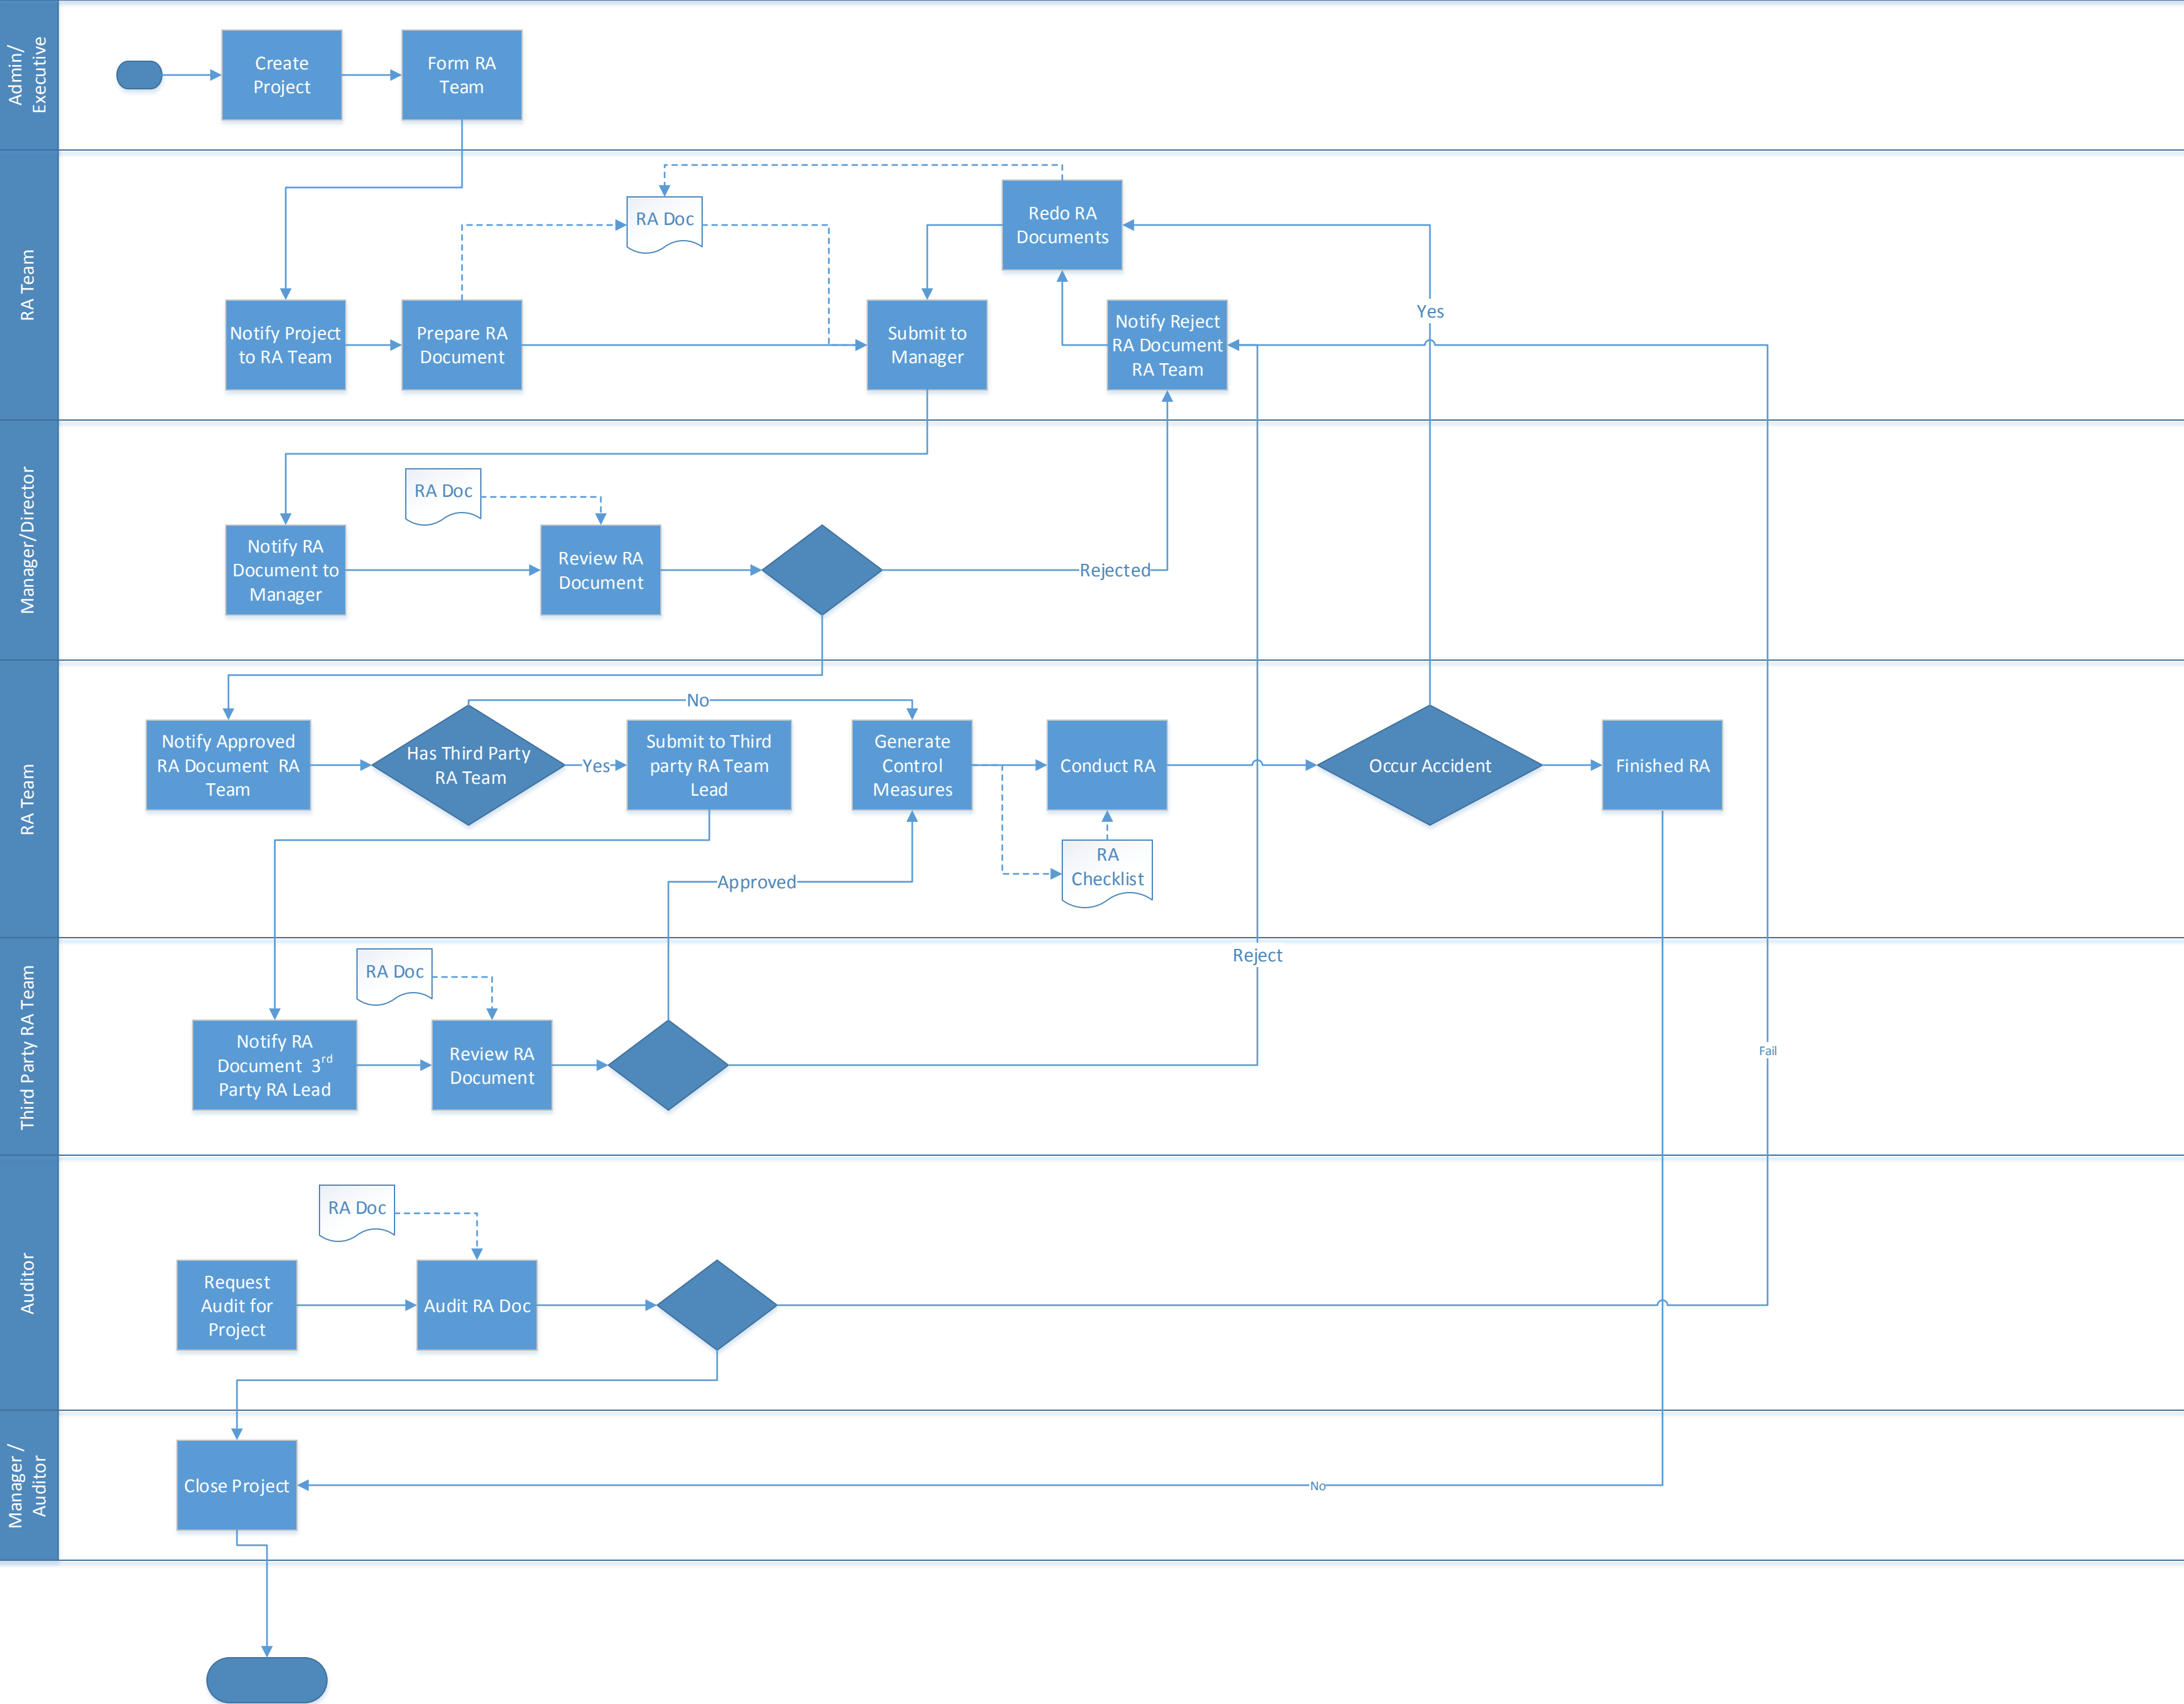 Admin/
Executive
Create
Project
Form RA
Team
RA Team
RA Doc
Redo RA
Documents
Notify Project
to RA Team
Prepare RA
Document
Submit to
Manager
Notify Reject
RA Document
RA Team
Yes
Manager/Director
RA Doc
Notify RA
Document to
Manager
Review RA
Document
Rejected
RA Team
No
Notify Approved
RA Document RA
Team
Has Third Party
RA Team
Yes
Submit to Third
party RA Team
Lead
Generate
Control
Measures
Conduct RA
Occur Accident
Finished RA
RA
Checklist
Approved
Third Party RA Team
Reject
RA Doc
Notify RA
Document 3rd
Party RA Lead
Review RA
Document
Fail
Auditor
RA Doc
Request
Audit for
Project
Audit RA Doc
Manager /
Auditor
Close Project
No